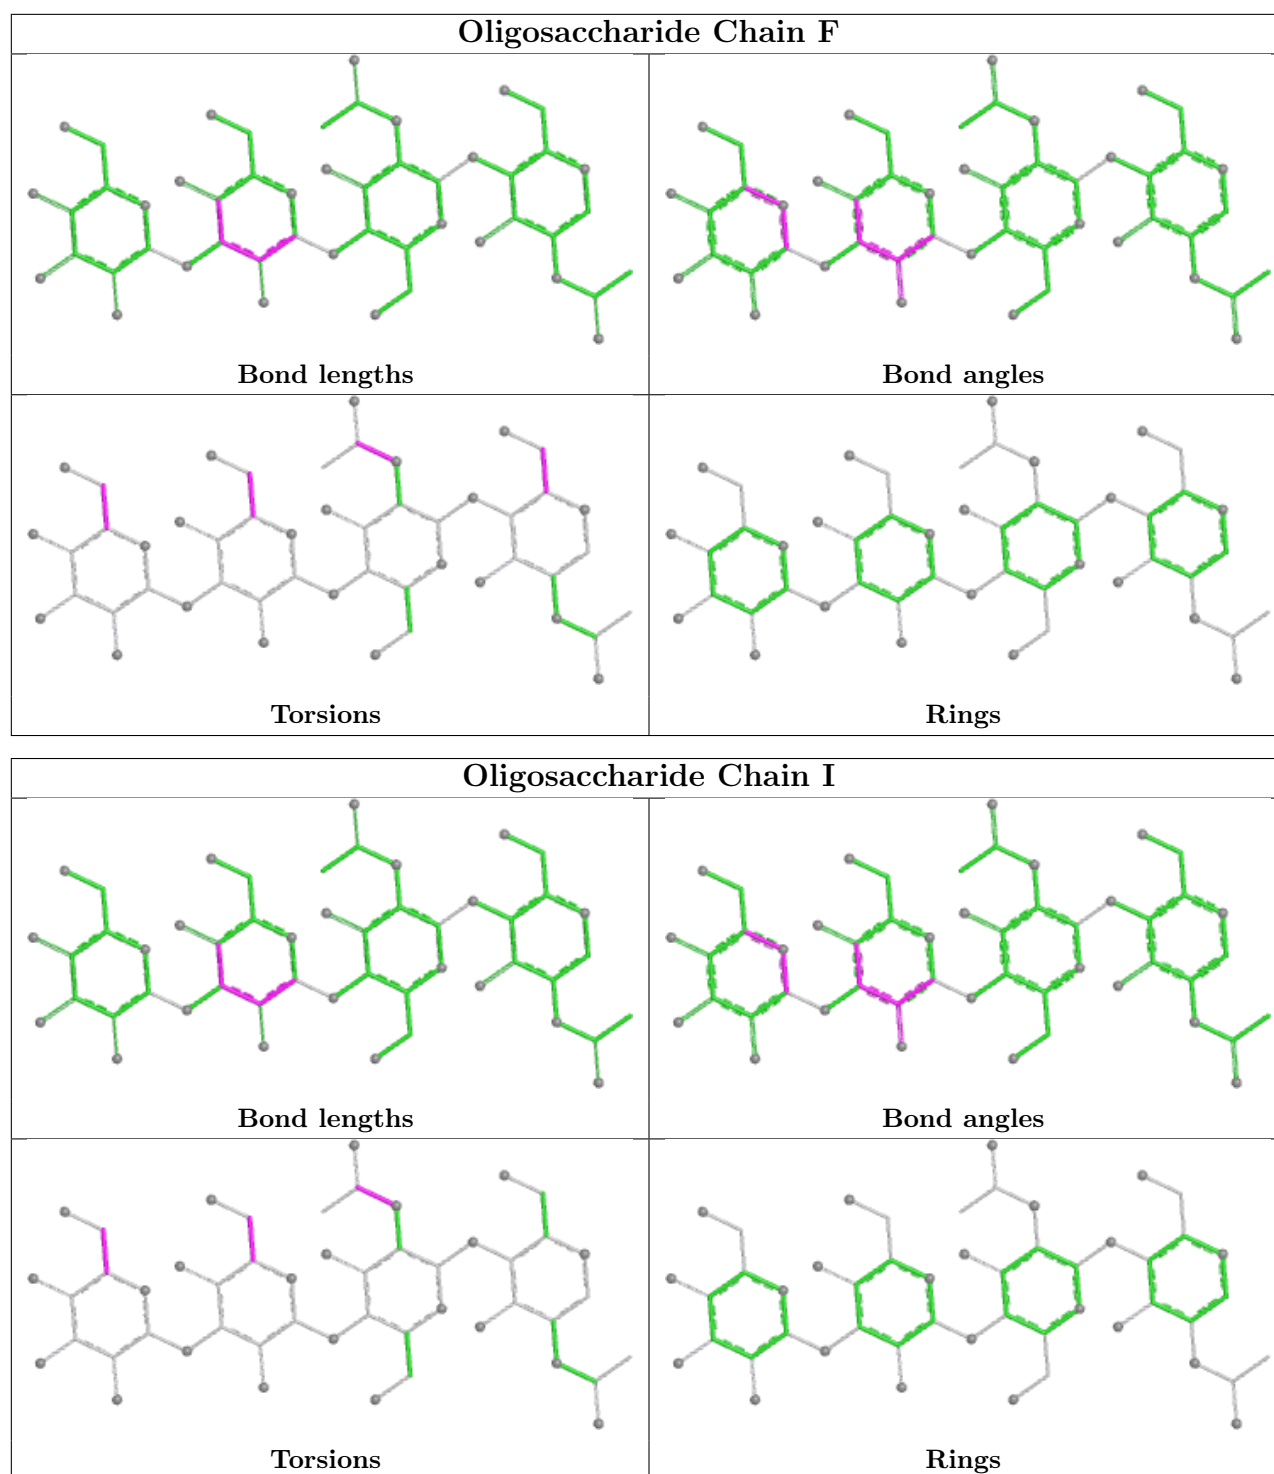 Oligosaccharide Chain F
Bond lengths
Bond angles
Torsions
Rings
Oligosaccharide Chain I
Bond lengths
Bond angles
Torsions
Rings